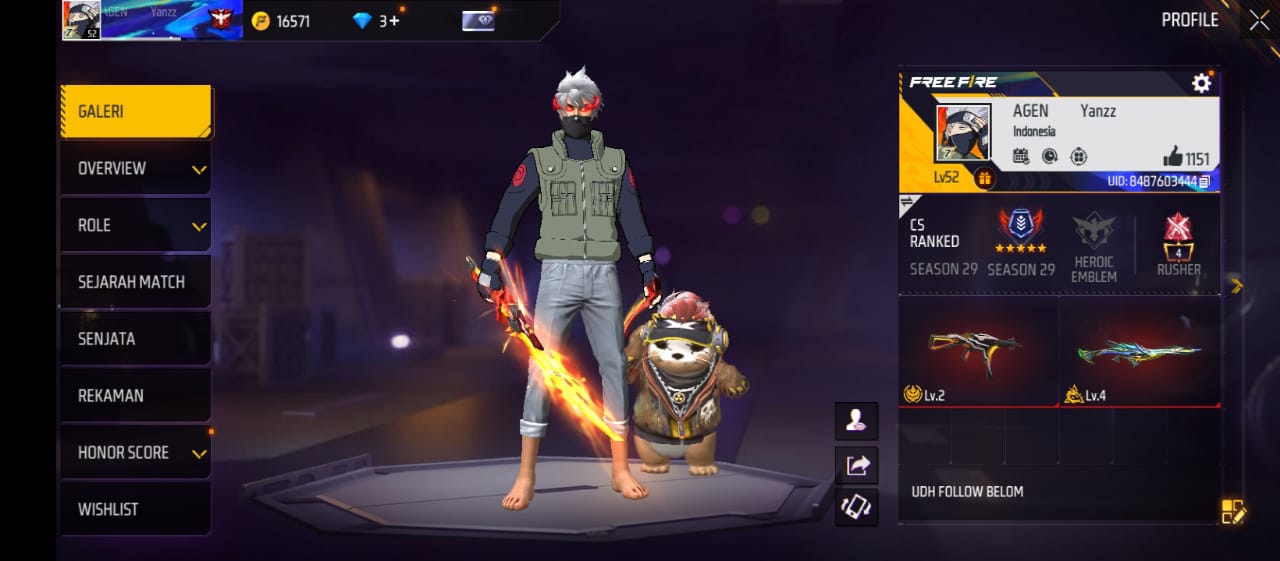 AGEN Yanzz
52
16571
3+
PROFILE
GALERI
OVERVIEW
ROLE
SEJARAH MATCH
SENJATA
REKAMAN
HONOR SCORE
WISHLIST
FREE FIRE
AGEN Yanzz
Indonesia
1151
Lv52
UID: 8487603444
CS RANKED
SEASON 29
SEASON 29
HEROIC EMBLEM
4
RUSHER
Lv.2
Lv.4
UDH FOLLOW BELOM